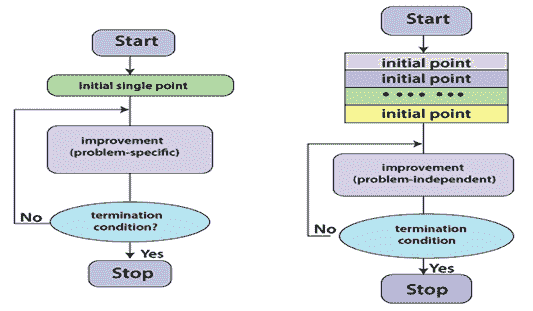 Start
initial single point
improvement
(problem-specific)
No
termination
condition?
Yes
Stop
Start
initial point
initial point
• • • •  • • •
initial point
improvement
(problem-independent)
No
termination
condition
Yes
Stop